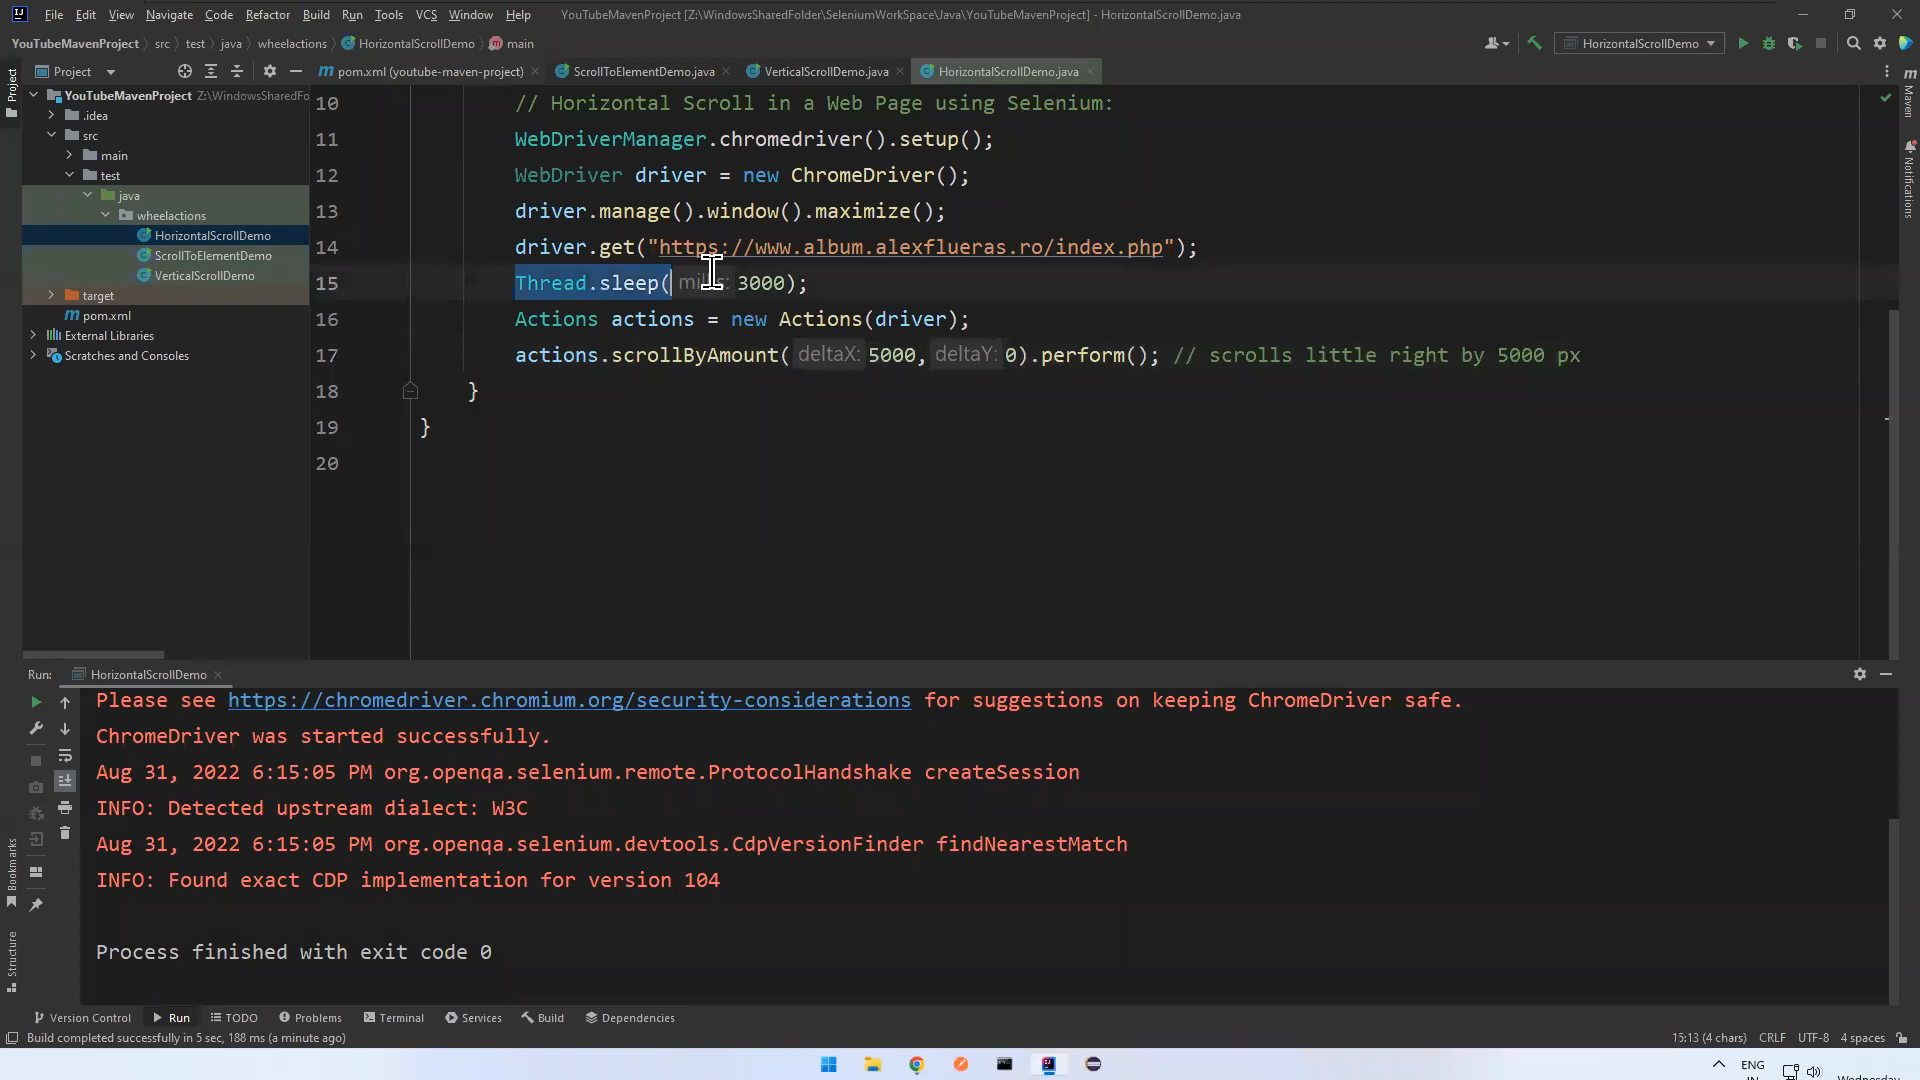 File Edit View Navigate Code Refactor Build Run Tools VCS Window Help YouTubeMavenProject [Z:\WindowsSharedFolder\SeleniumWorkSpace\Java\YouTubeMavenProject] - HorizontalScrollDemo.java
YouTubeMavenProject src test java wheelactions HorizontalScrollDemo main HorizontalScrollDemo
Project pom.xml (youtube-maven-project) ScrollToElementDemo.java VerticalScrollDemo.java HorizontalScrollDemo.java
Project
Maven
Notifications
YouTubeMavenProject Z:\WindowsSharedFo
.idea
src
main
test
java
wheelactions
HorizontalScrollDemo
ScrollToElementDemo
VerticalScrollDemo
target
pom.xml
External Libraries
Scratches and Consoles
10 // Horizontal Scroll in a Web Page using Selenium:
11 WebDriverManager.chromedriver().setup();
12 WebDriver driver = new ChromeDriver();
13 driver.manage().window().maximize();
14 driver.get("https://www.album.alexflueras.ro/index.php");
15 Thread.sleep( millis: 3000);
16 Actions actions = new Actions(driver);
17 actions.scrollByAmount( deltaX: 5000, deltaY: 0).perform(); // scrolls little right by 5000 px
18 }
19 }
20
Run: HorizontalScrollDemo
Please see https://chromedriver.chromium.org/security-considerations for suggestions on keeping ChromeDriver safe.
ChromeDriver was started successfully.
Aug 31, 2022 6:15:05 PM org.openqa.selenium.remote.ProtocolHandshake createSession
INFO: Detected upstream dialect: W3C
Aug 31, 2022 6:15:05 PM org.openqa.selenium.devtools.CdpVersionFinder findNearestMatch
INFO: Found exact CDP implementation for version 104
Process finished with exit code 0
Bookmarks
Structure
Version Control Run TODO Problems Terminal Services Build Dependencies
Build completed successfully in 5 sec, 188 ms (a minute ago) 15:13 (4 chars) CRLF UTF-8 4 spaces
ENG